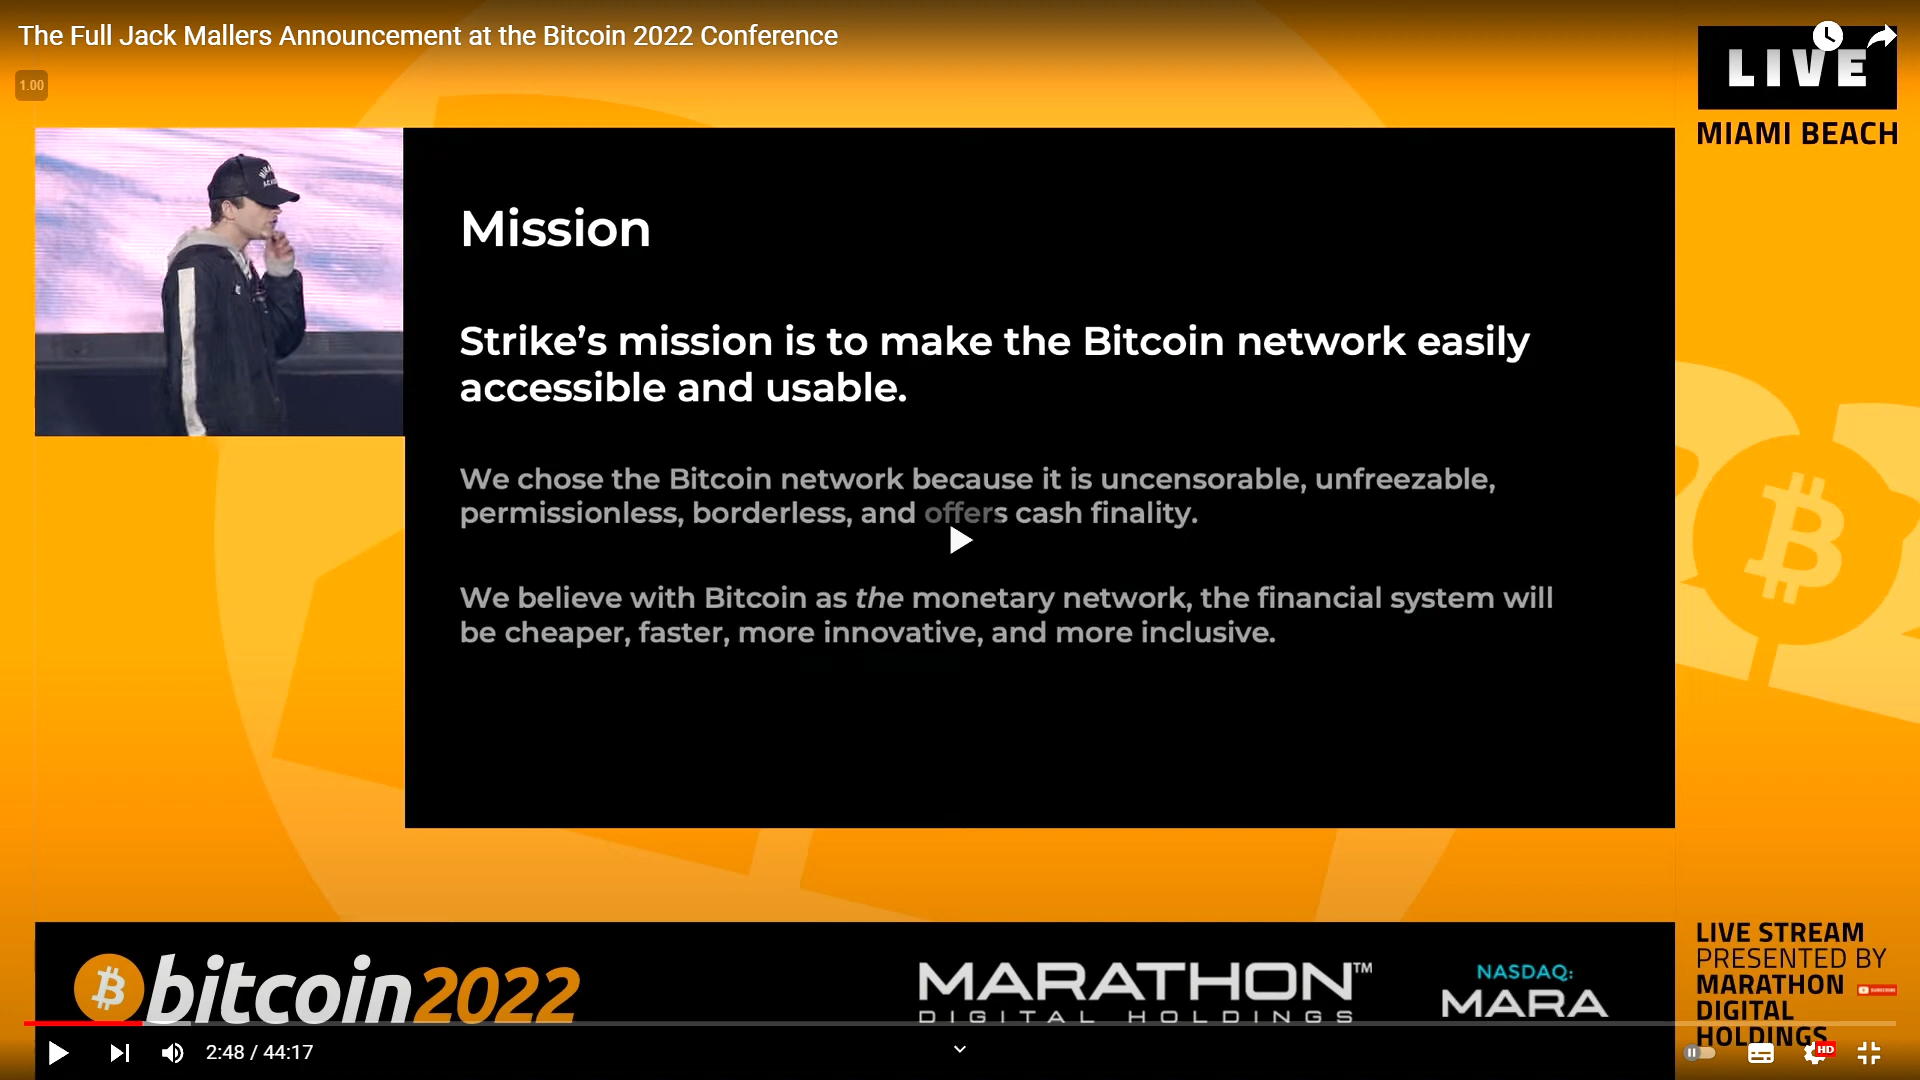 The Full Jack Mallers Announcement at the Bitcoin 2022 Conference
1.00
LIVE
MIAMI BEACH
Mission
Strike’s mission is to make the Bitcoin network easily
accessible and usable.
We chose the Bitcoin network because it is uncensorable, unfreezable,
permissionless, borderless, and offers cash finality.
We believe with Bitcoin as the monetary network, the financial system will
be cheaper, faster, more innovative, and more inclusive.
bitcoin 2022
MARATHON™
DIGITAL HOLDINGS
NASDAQ:
MARA
LIVE STREAM
PRESENTED BY
MARATHON
DIGITAL
HOLDINGS
2:48 / 44:17
HD